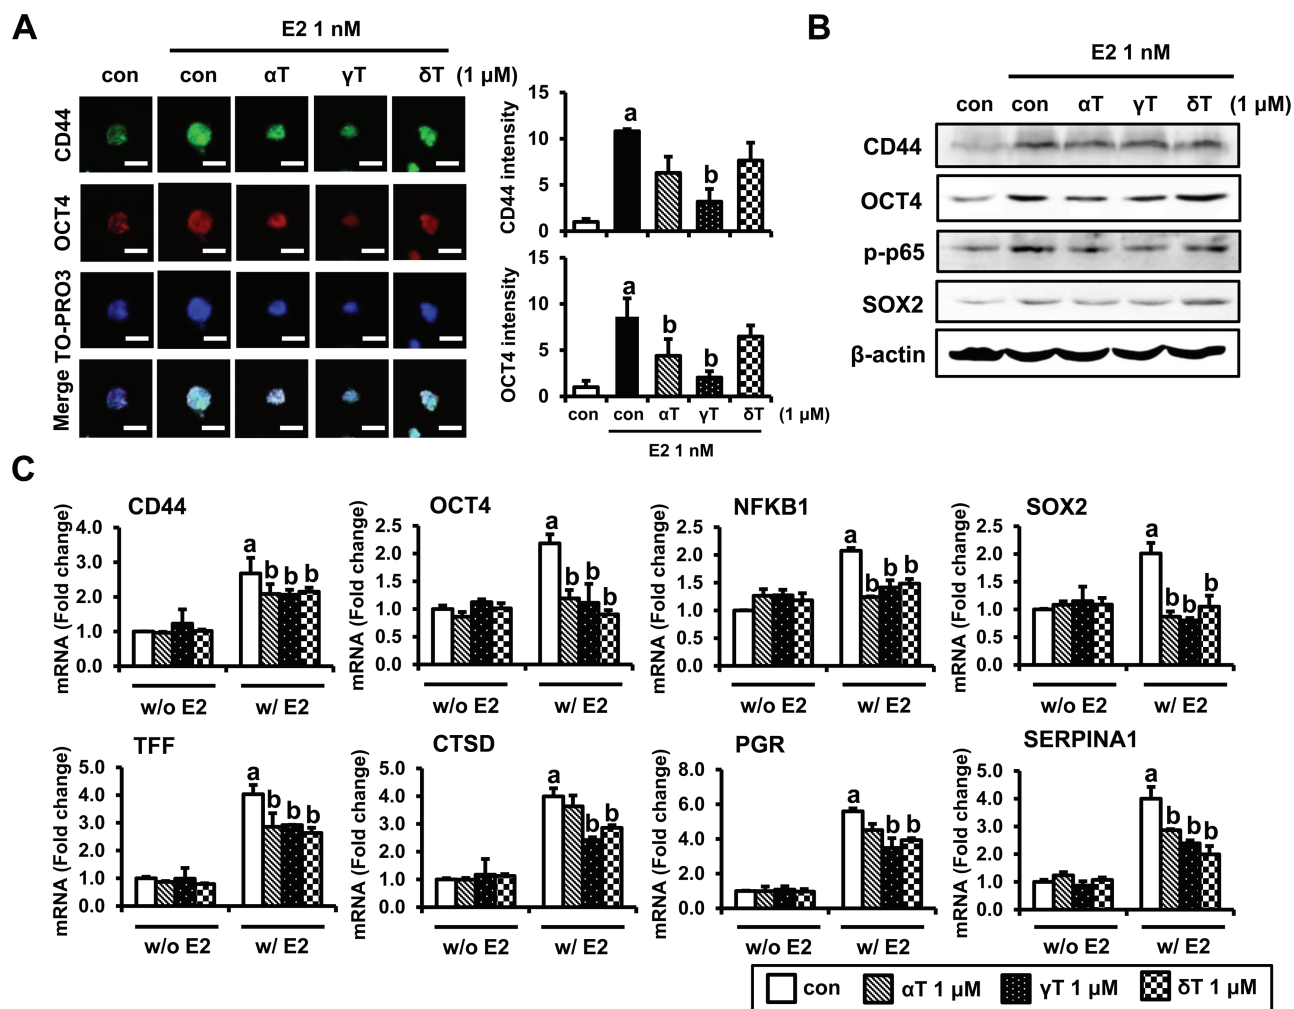 A
E2 1 nM
con con αT γT δT (1 µM)
CD44
OCT4
TO-PRO3
Merge
15
10
5
0
CD44 intensity
a
b
15
10
5
0
OCT4 intensity
a
b
b
con con αT γT δT (1 µM)
E2 1 nM
B
E2 1 nM
con con αT γT δT (1 µM)
CD44
OCT4
p-p65
SOX2
β-actin
C
CD44
mRNA (Fold change)
4.0
3.0
2.0
1.0
0.0
a
b b b
w/o E2 w/ E2
OCT4
mRNA (Fold change)
2.5
2.0
1.5
1.0
0.5
0.0
a
b b b
w/o E2 w/ E2
NFKB1
mRNA (Fold change)
2.5
2.0
1.5
1.0
0.5
0.0
a
b b b
w/o E2 w/ E2
SOX2
mRNA (Fold change)
2.5
2.0
1.5
1.0
0.5
0.0
a
b b b
w/o E2 w/ E2
TFF
mRNA (Fold change)
5.0
4.0
3.0
2.0
1.0
0.0
a
b b b
w/o E2 w/ E2
CTSD
mRNA (Fold change)
5.0
4.0
3.0
2.0
1.0
0.0
a
b b
w/o E2 w/ E2
PGR
mRNA (Fold change)
8.0
6.0
4.0
2.0
0.0
a
b b
w/o E2 w/ E2
SERPINA1
mRNA (Fold change)
5.0
4.0
3.0
2.0
1.0
0.0
a
b b b
w/o E2 w/ E2
con αT 1 µM γT 1 µM δT 1 µM